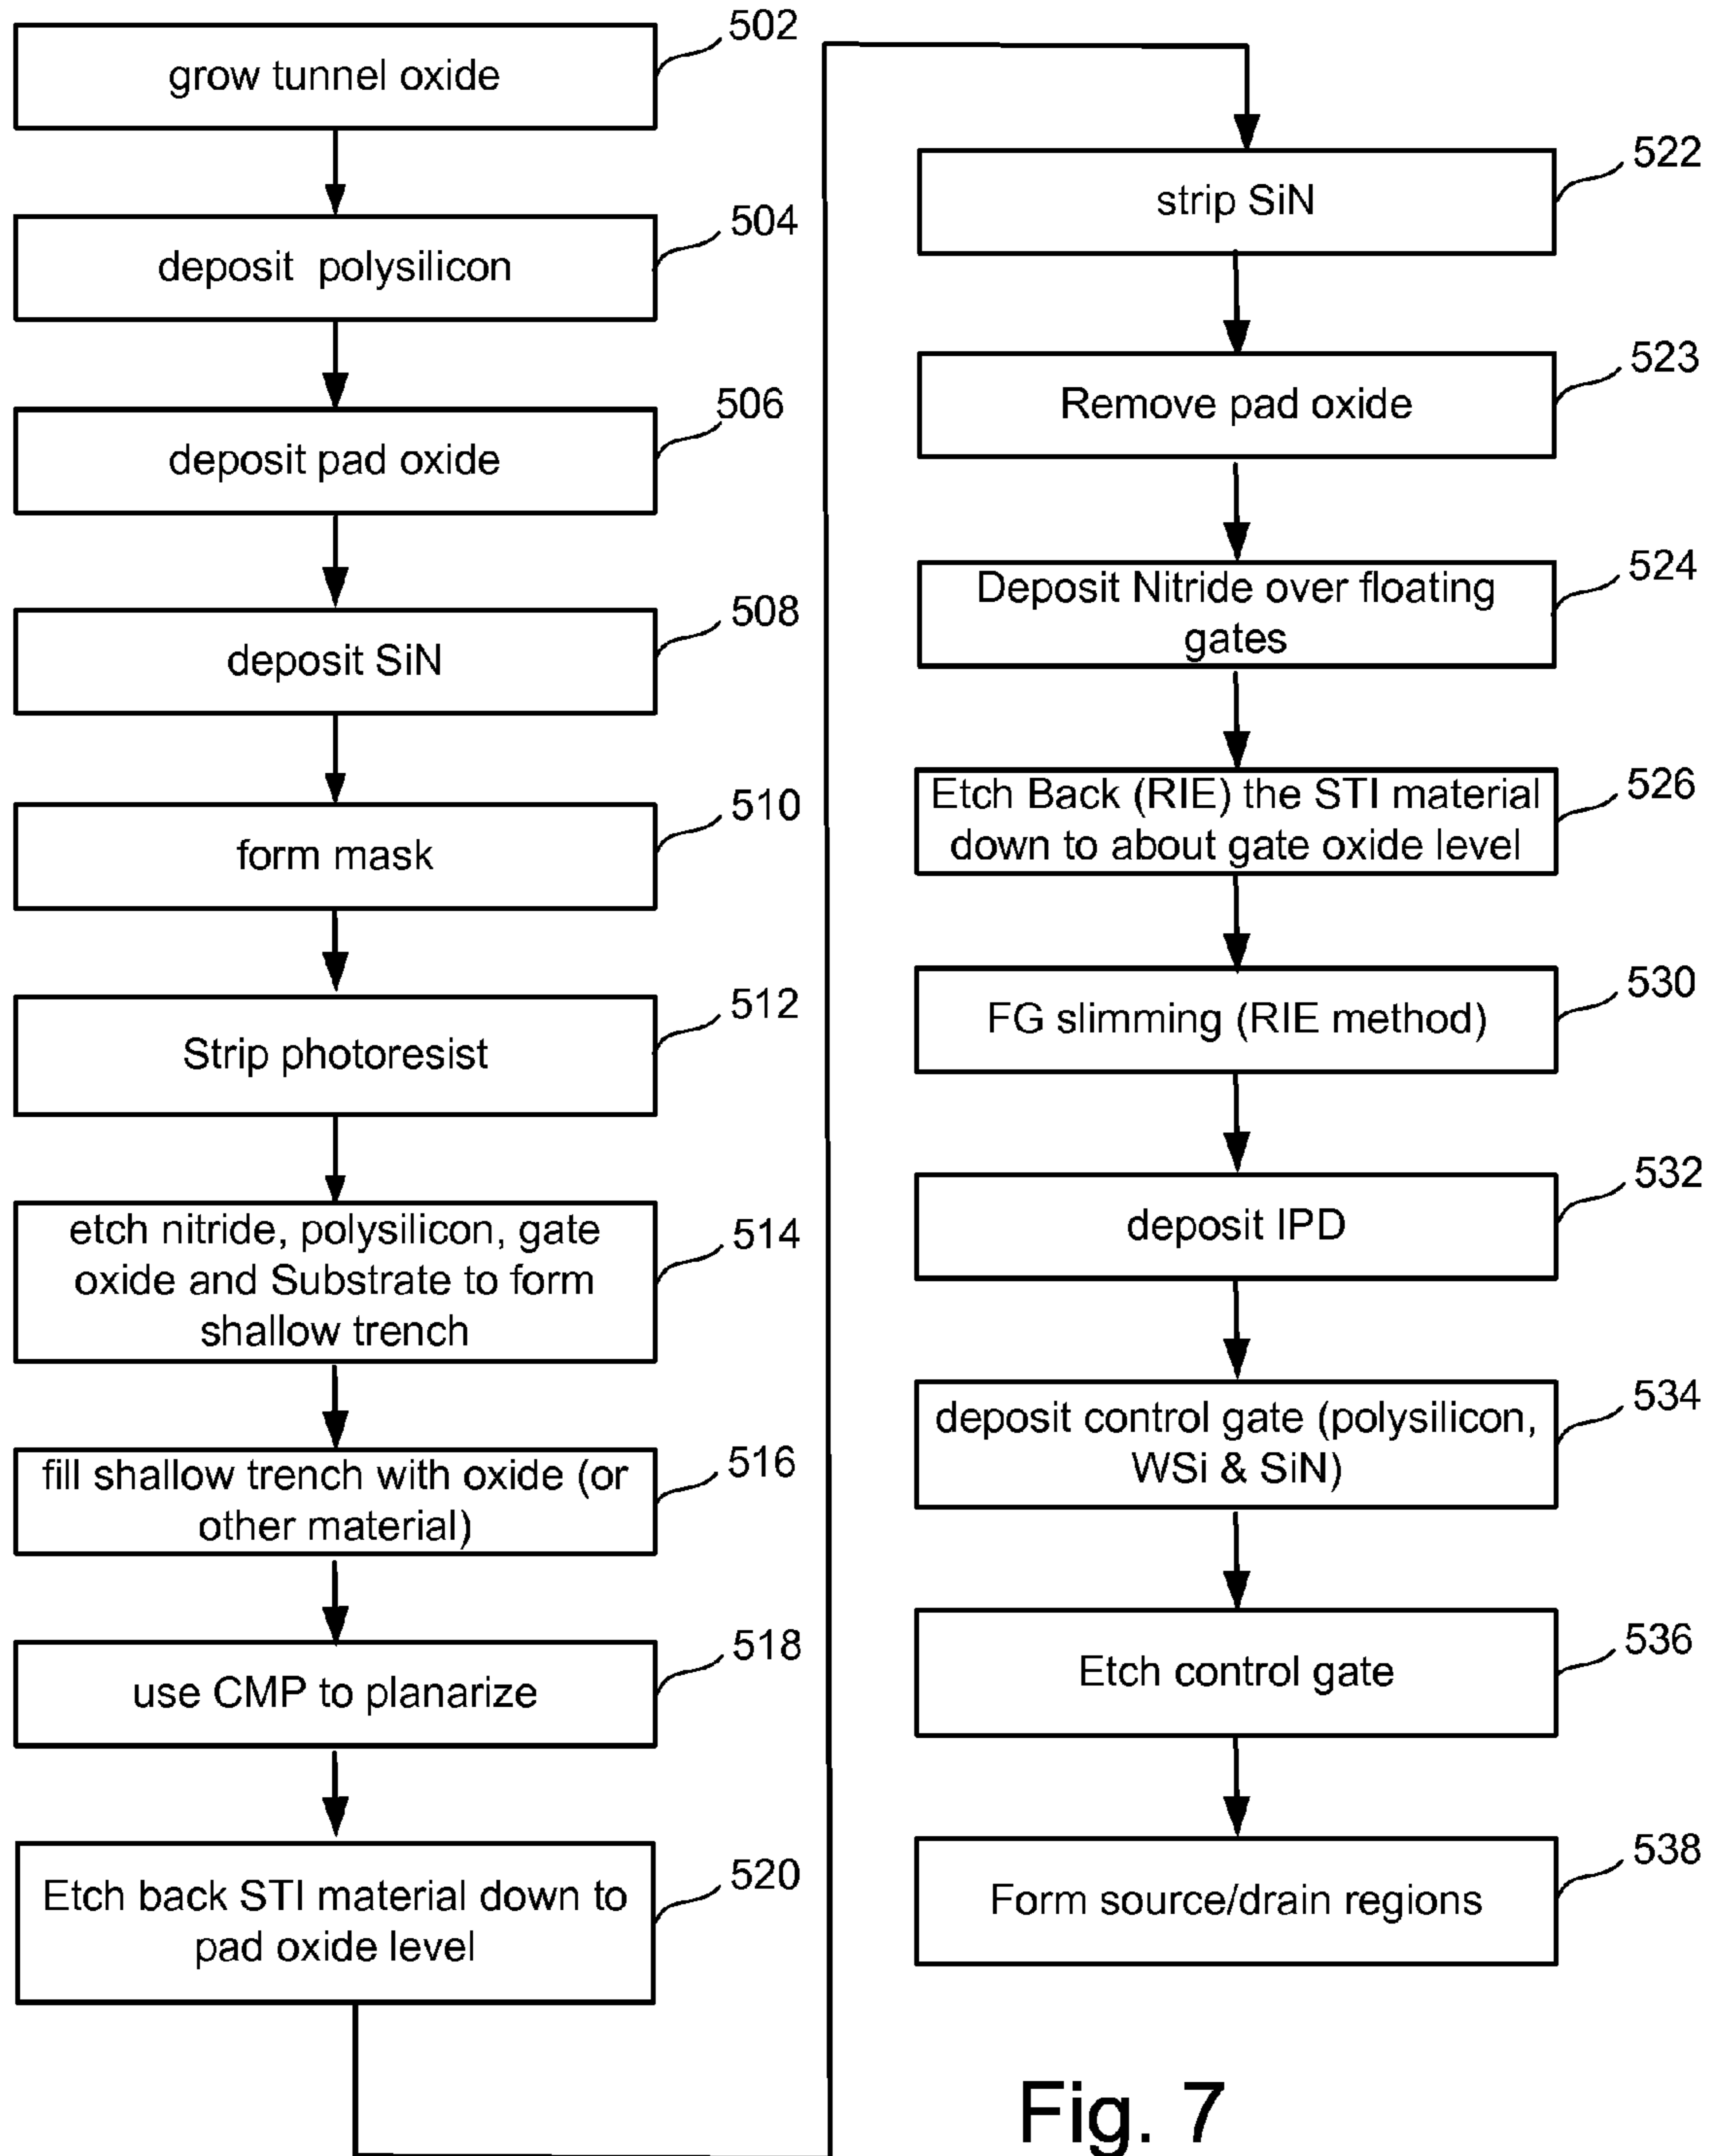 502
grow tunnel oxide
504
deposit polysilicon
506
deposit pad oxide
508
deposit SiN
510
form mask
512
Strip photoresist
514
etch nitride, polysilicon, gate
oxide and Substrate to form
shallow trench
516
fill shallow trench with oxide (or
other material)
518
use CMP to planarize
520
Etch back STI material down to
pad oxide level
522
strip SiN
523
Remove pad oxide
524
Deposit Nitride over floating
gates
526
Etch Back (RIE) the STI material
down to about gate oxide level
530
FG slimming (RIE method)
532
deposit IPD
534
deposit control gate (polysilicon,
WSi & SiN)
536
Etch control gate
538
Form source/drain regions
Fig. 7